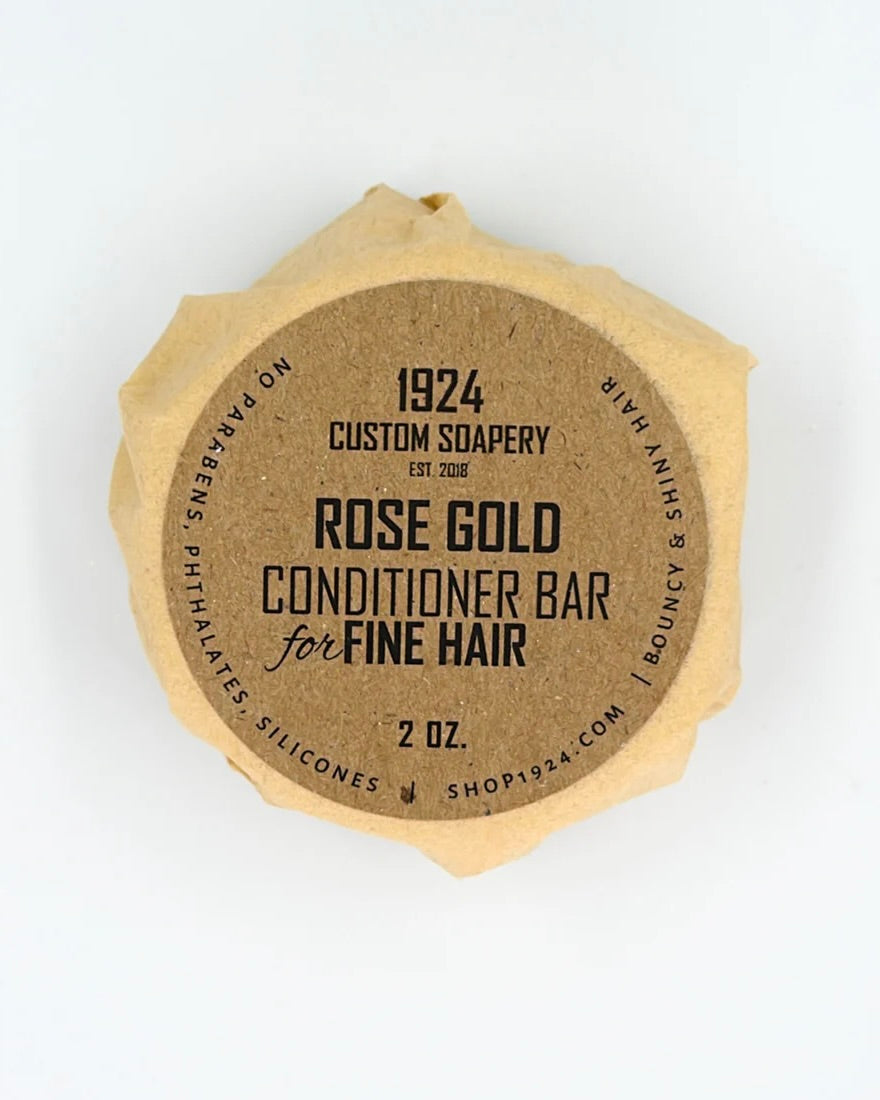 1924
CUSTOM SOAPERY
EST. 2018
ROSE GOLD
CONDITIONER BAR
for FINE HAIR
2 OZ.
NO PARABENS, PHTHALATES, SILICONES | SHOP1924.COM | BOUNCY & SHINY HAIR